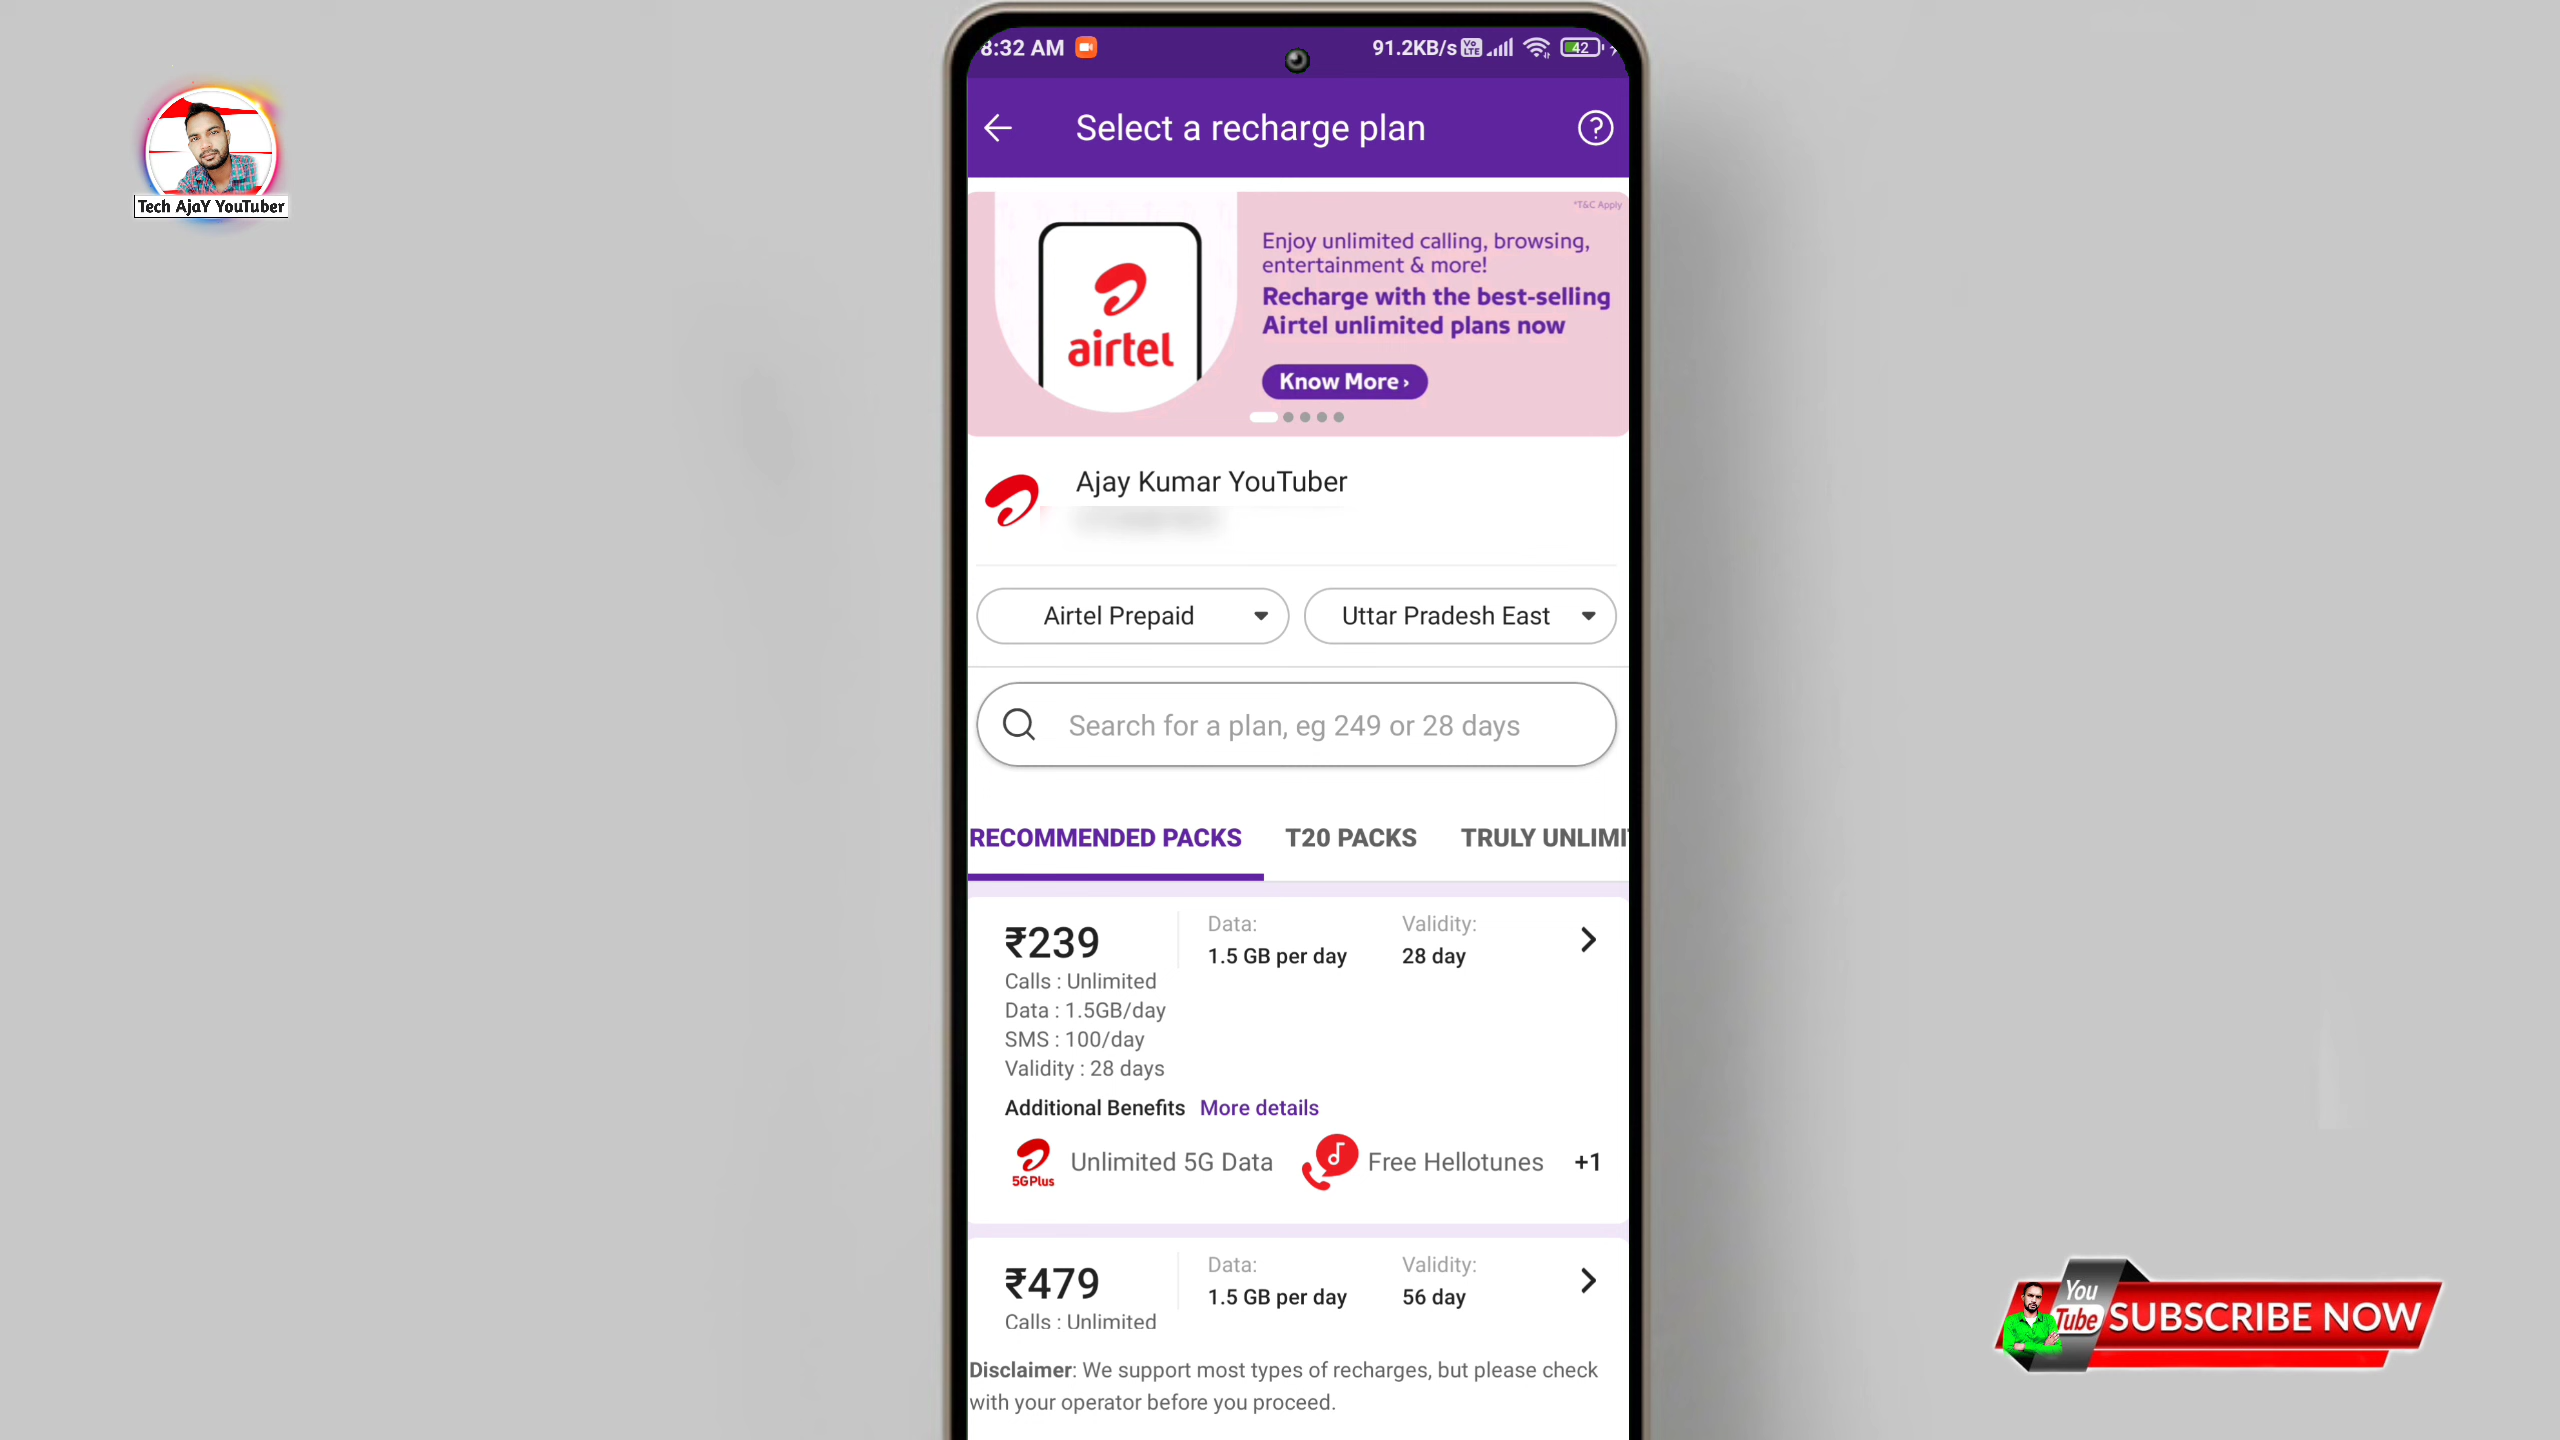 8:32 AM
91.2KB/s Vo LTE 42
Tech AjaY YouTuber
Select a recharge plan
*T&C Apply
Enjoy unlimited calling, browsing,
entertainment & more!
Recharge with the best-selling
Airtel unlimited plans now
airtel
Know More ›
Ajay Kumar YouTuber
Airtel Prepaid
Uttar Pradesh East
Search for a plan, eg 249 or 28 days
RECOMMENDED PACKS
T20 PACKS
TRULY UNLIMI
₹239
Data:
1.5 GB per day
Validity:
28 day
Calls : Unlimited
Data : 1.5GB/day
SMS : 100/day
Validity : 28 days
Additional Benefits More details
5G Plus
Unlimited 5G Data
Free Hellotunes
+1
₹479
Data:
1.5 GB per day
Validity:
56 day
Calls : Unlimited
Disclaimer: We support most types of recharges, but please check
with your operator before you proceed.
You
Tube
SUBSCRIBE NOW